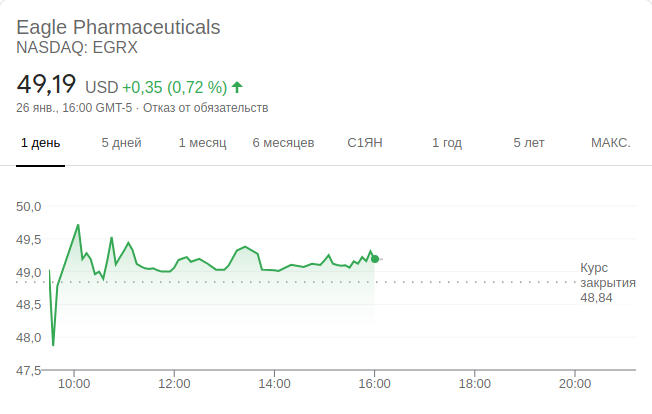 Eagle Pharmaceuticals
NASDAQ: EGRX
49,19 USD +0,35 (0,72 %)
26 янв., 16:00 GMT-5 · Отказ от обязательств
1 день 5 дней 1 месяц 6 месяцев С1ЯН 1 год 5 лет МАКС.
50,0
49,5
49,0
48,5
48,0
47,5
Курс
закрытия
48,84
10:00 12:00 14:00 16:00 18:00 20:00